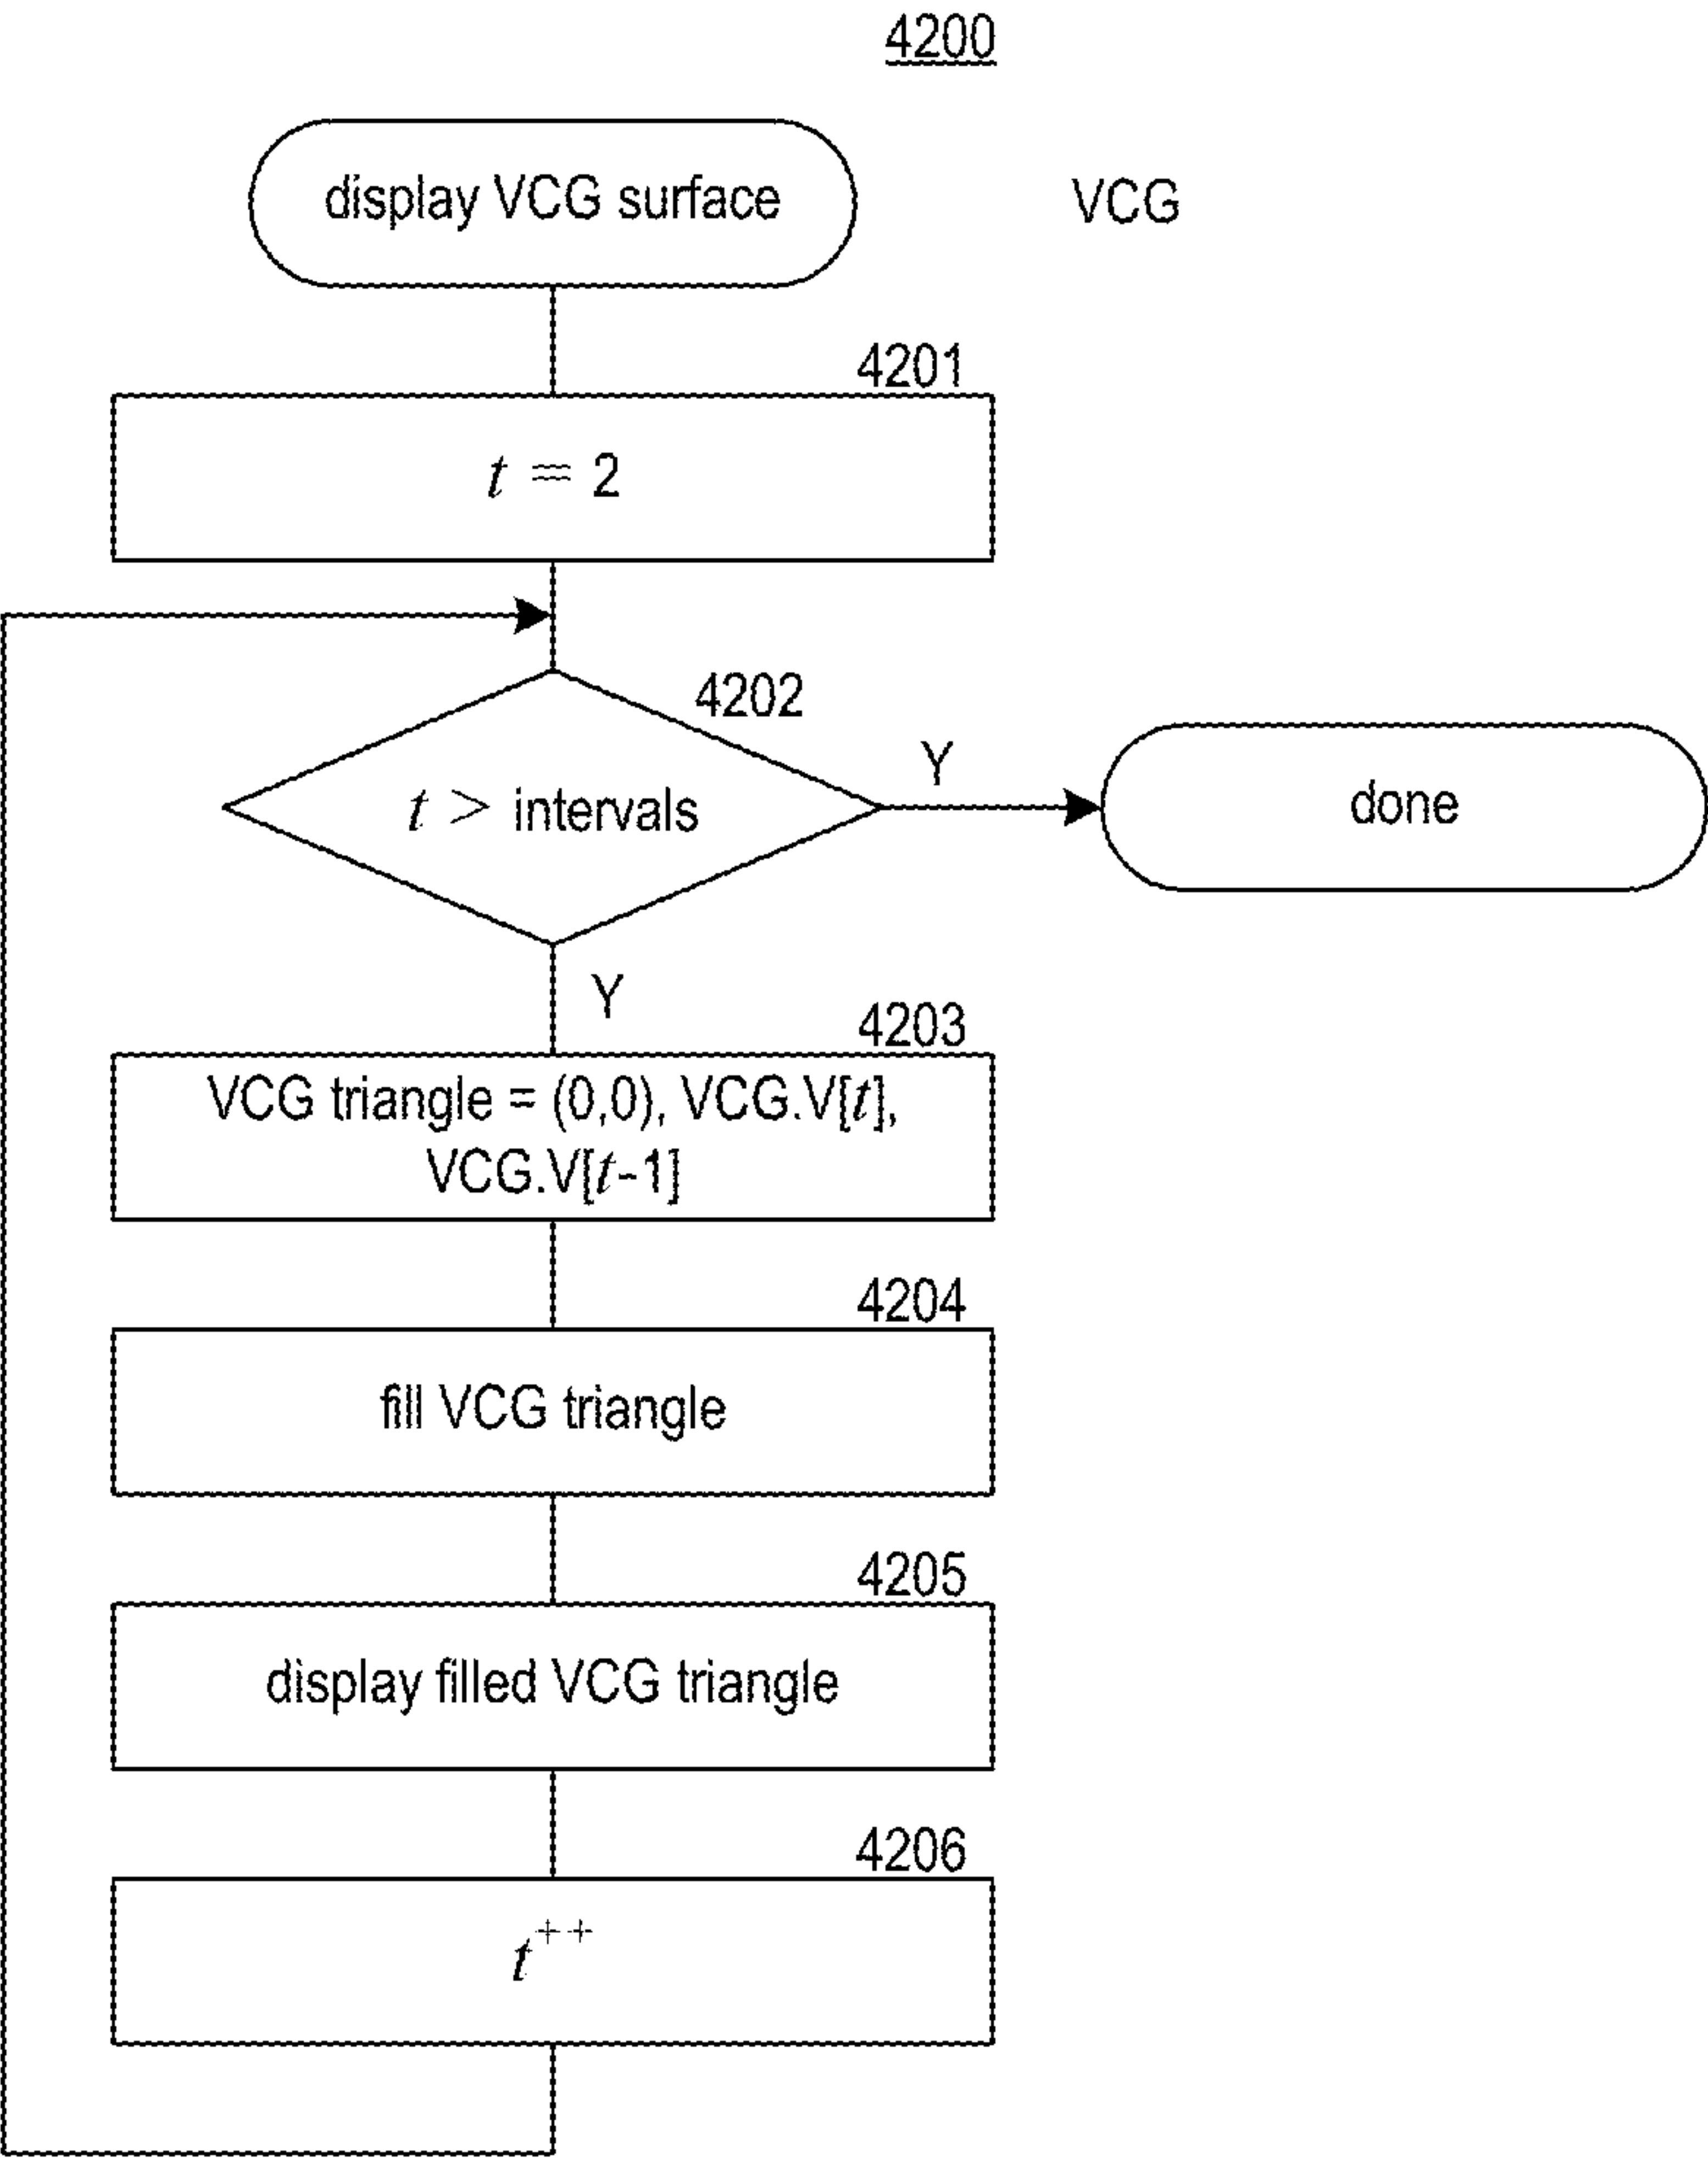 4200
display VCG surface
VCG
4201
t = 2
4202
t > intervals
Y
done
Y
4203
VCG triangle = (0,0), VCG.V[t],
VCG.V[t-1]
4204
fill VCG triangle
4205
display filled VCG triangle
4206
t++